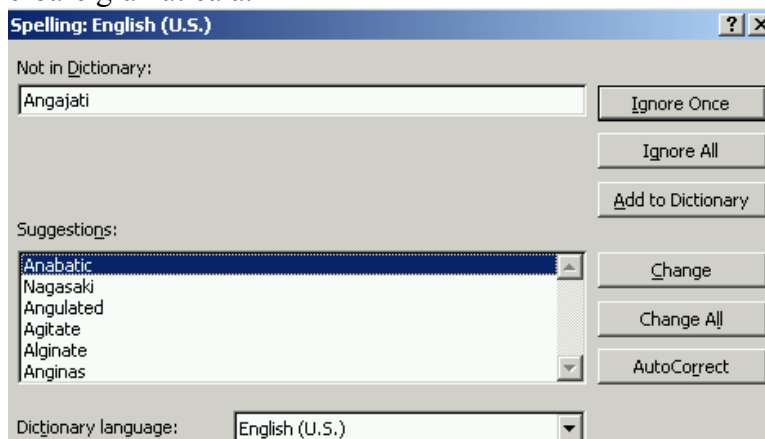 Spelling: English (U.S.)
Not in Dictionary:
Angajati
Ignore Once
Ignore All
Add to Dictionary
Suggestions:
Anabatic
Nagasaki
Angulated
Agitate
Alginate
Anginas
Change
Change All
AutoCorrect
Dictionary language:
English (U.S.)